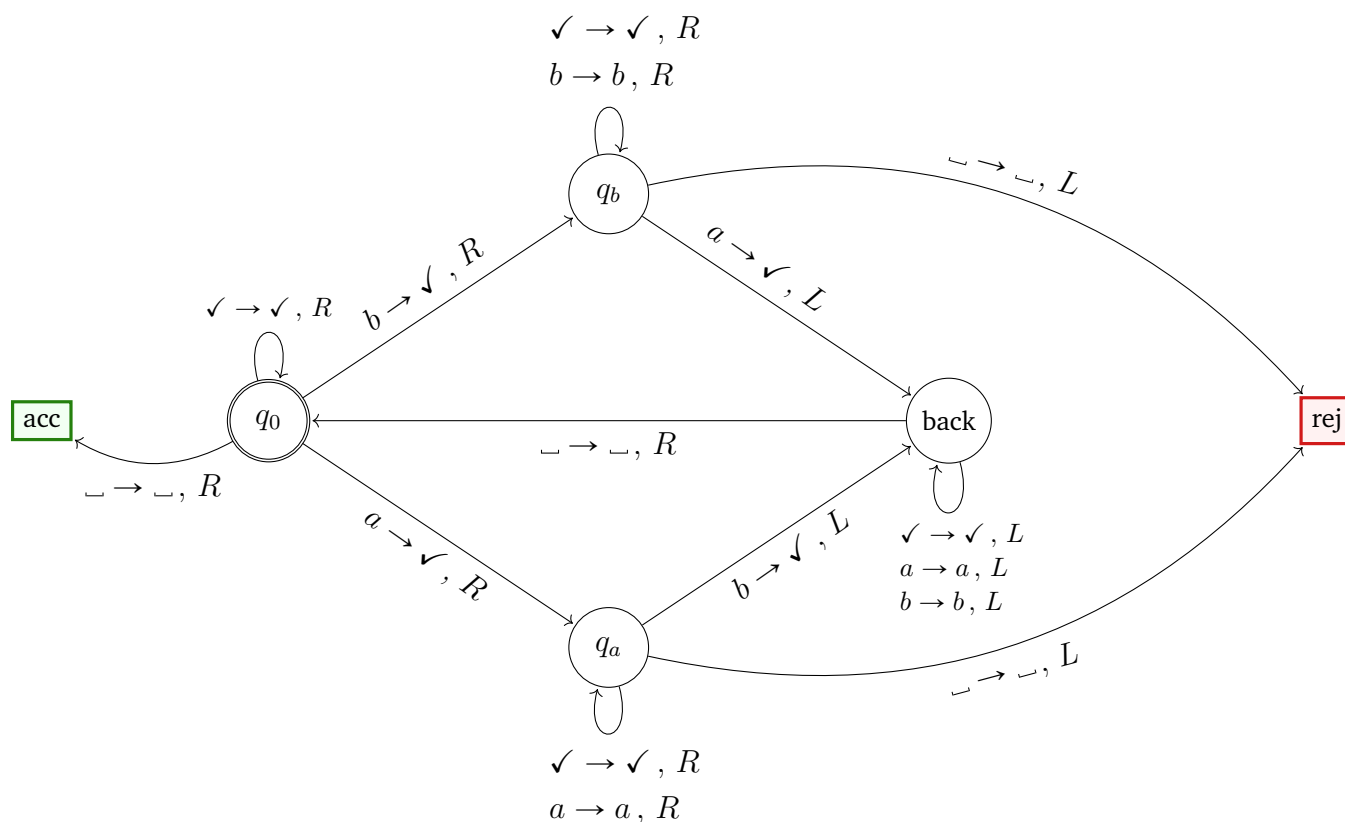 ✓ → ✓, R
b → b, R
␣ → ␣, L
q_b
a → ✓, L
b → ✓, R
✓ → ✓, R
acc
q_0
back
rej
␣ → ␣, R
␣ → ␣, R
a → ✓, R
b → ✓, L
✓ → ✓, L
a → a, L
b → b, L
q_a
␣ → ␣, L
✓ → ✓, R
a → a, R